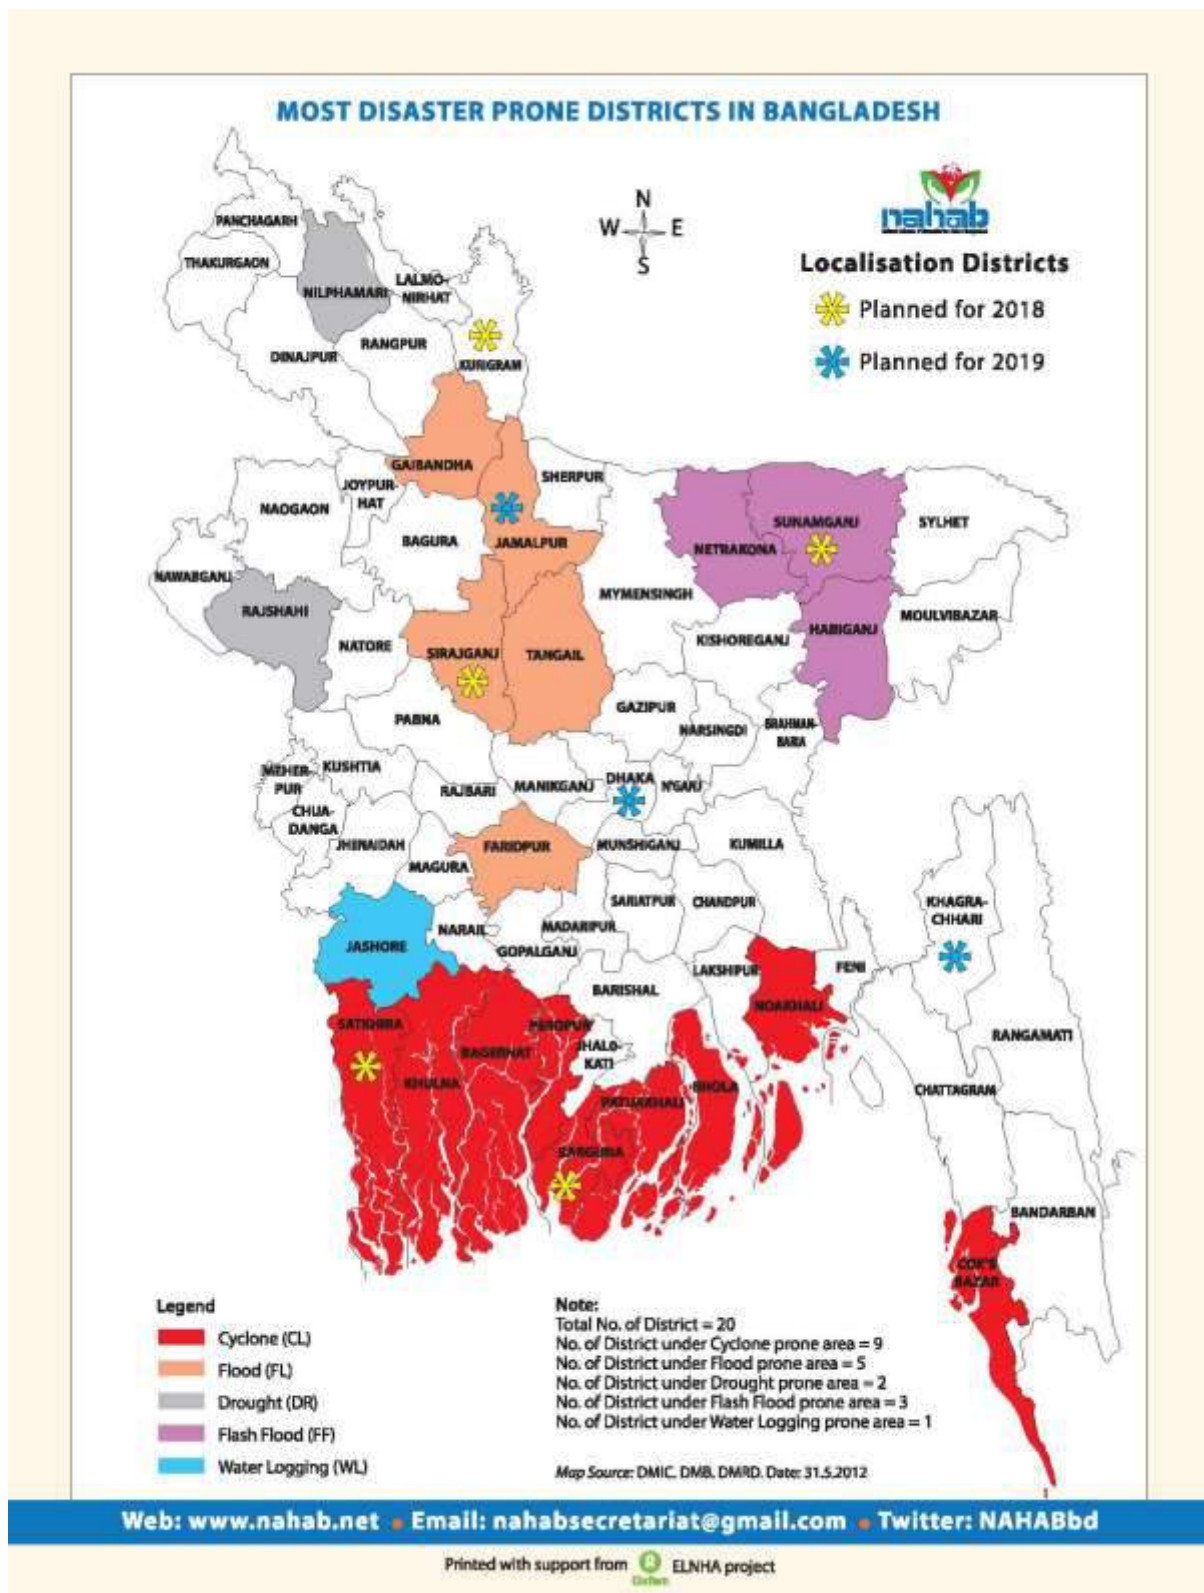 MOST DISASTER PRONE DISTRICTS IN BANGLADESH
nahab
N
W E
S
Localisation Districts
Planned for 2018
Planned for 2019
PANCHAGARH
THAKURGAON
NILPHAMARI
LALMO-
NIRHAT
DINAJPUR
RANGPUR
KURIGRAM
GAIBANDHA
JOYPUR-
HAT
SHERPUR
NAOGAON
BAGURA
JAMALPUR
NETRAKONA
SUNAMGANJ
SYLHET
NAWABGANJ
RAJSHAHI
NATORE
SIRAJGANJ
TANGAIL
MYMENSINGH
KISHOREGANJ
HABIGANJ
MOULVIBAZAR
PABNA
GAZIPUR
NARSINGDI
BRAHMAN-
BARIA
MEHER-
PUR
KUSHTIA
RAJBARI
MANIKGANJ
DHAKA
N'GANJ
CHUA-
DANGA
JHENAIDAH
MAGURA
FARIDPUR
MUNSHIGANJ
KUMILLA
JASHORE
NARAIL
GOPALGANJ
MADARIPUR
SARIATPUR
CHANDPUR
KHAGRA-
CHHARI
BARISHAL
LAKSHIPUR
NOAKHALI
FENI
RANGAMATI
SATKHIRA
KHULNA
BAGERHAT
PEROJPUR
JHALO-
KATI
PATUAKHALI
BHOLA
BARGUNA
CHATTAGRAM
BANDARBAN
COX'S
BAZAR
Legend
Cyclone (CL)
Flood (FL)
Drought (DR)
Flash Flood (FF)
Water Logging (WL)
Note:
Total No. of District = 20
No. of District under Cyclone prone area = 9
No. of District under Flood prone area = 5
No. of District under Drought prone area = 2
No. of District under Flash Flood prone area = 3
No. of District under Water Logging prone area = 1
Map Source: DMIC, DMB, DMRD. Date: 31.5.2012
Web: www.nahab.net • Email: nahabsecretariat@gmail.com • Twitter: NAHABbd
Printed with support from Oxfam ELNHA project